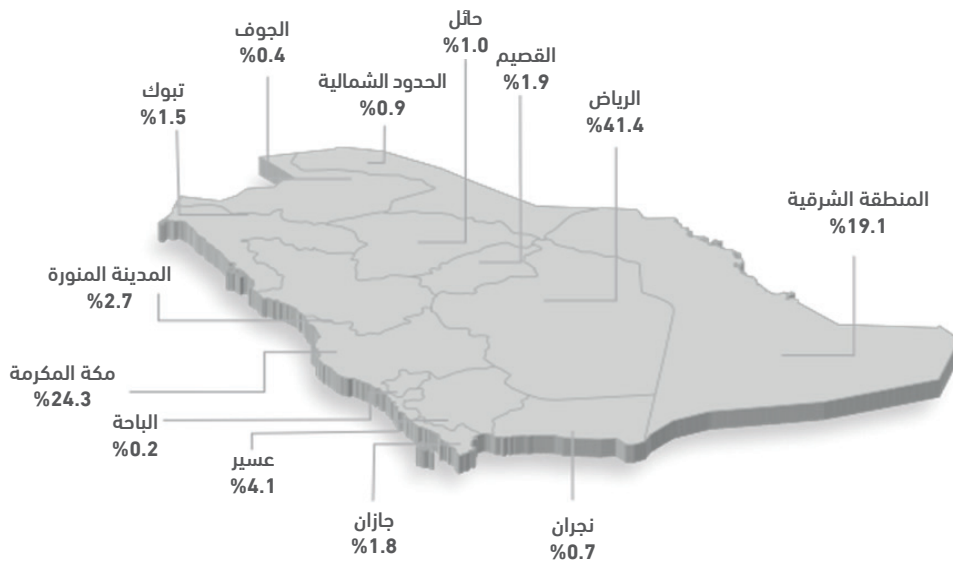 حائل
%1.0
الجوف
%0.4
القصيم
%1.9
الحدود الشمالية
%0.9
تبوك
%1.5
الرياض
%41.4
المنطقة الشرقية
%19.1
المدينة المنورة
%2.7
مكة المكرمة
%24.3
الباحة
%0.2
عسير
%4.1
جازان
%1.8
نجران
%0.7